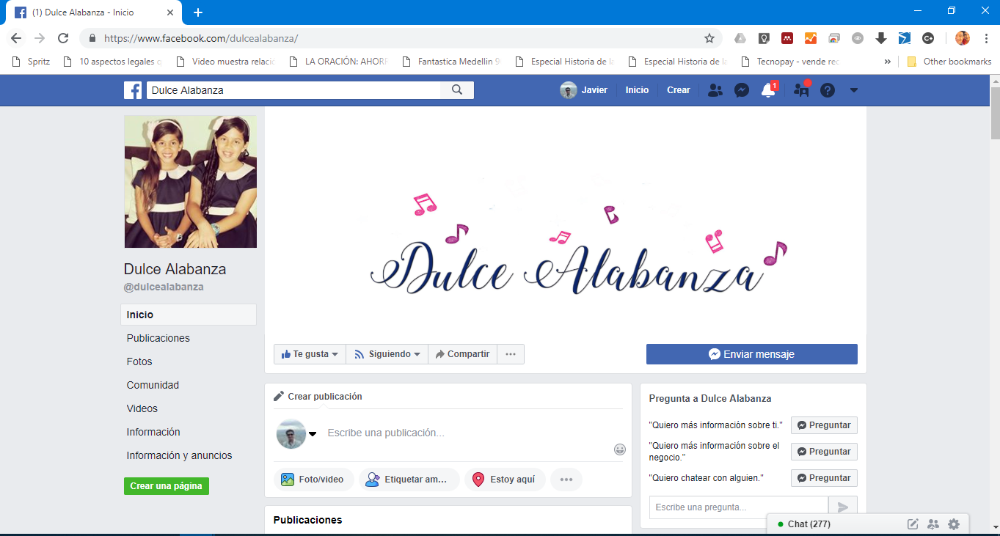 (1) Dulce Alabanza - Inicio
https://www.facebook.com/dulcealabanza/
Spritz
10 aspectos legales
Video muestra relaci
LA ORACIÓN: AHORR
Fantastica Medellin 9
Especial Historia de la
Especial Historia de la
Tecnopay - vende rec
»
Other bookmarks
Dulce Alabanza
Javier
Inicio
Crear
1
Dulce Alabanza
Dulce Alabanza
@dulcealabanza
Inicio
Publicaciones
Fotos
Comunidad
Videos
Información
Información y anuncios
Crear una página
Te gusta
Siguiendo
Compartir
...
Enviar mensaje
Crear publicación
Escribe una publicación...
Foto/video
Etiquetar am...
Estoy aquí
...
Publicaciones
Pregunta a Dulce Alabanza
"Quiero más información sobre ti."
Preguntar
"Quiero más información sobre el
negocio."
Preguntar
"Quiero chatear con alguien."
Preguntar
Escribe una pregunta...
Chat (277)